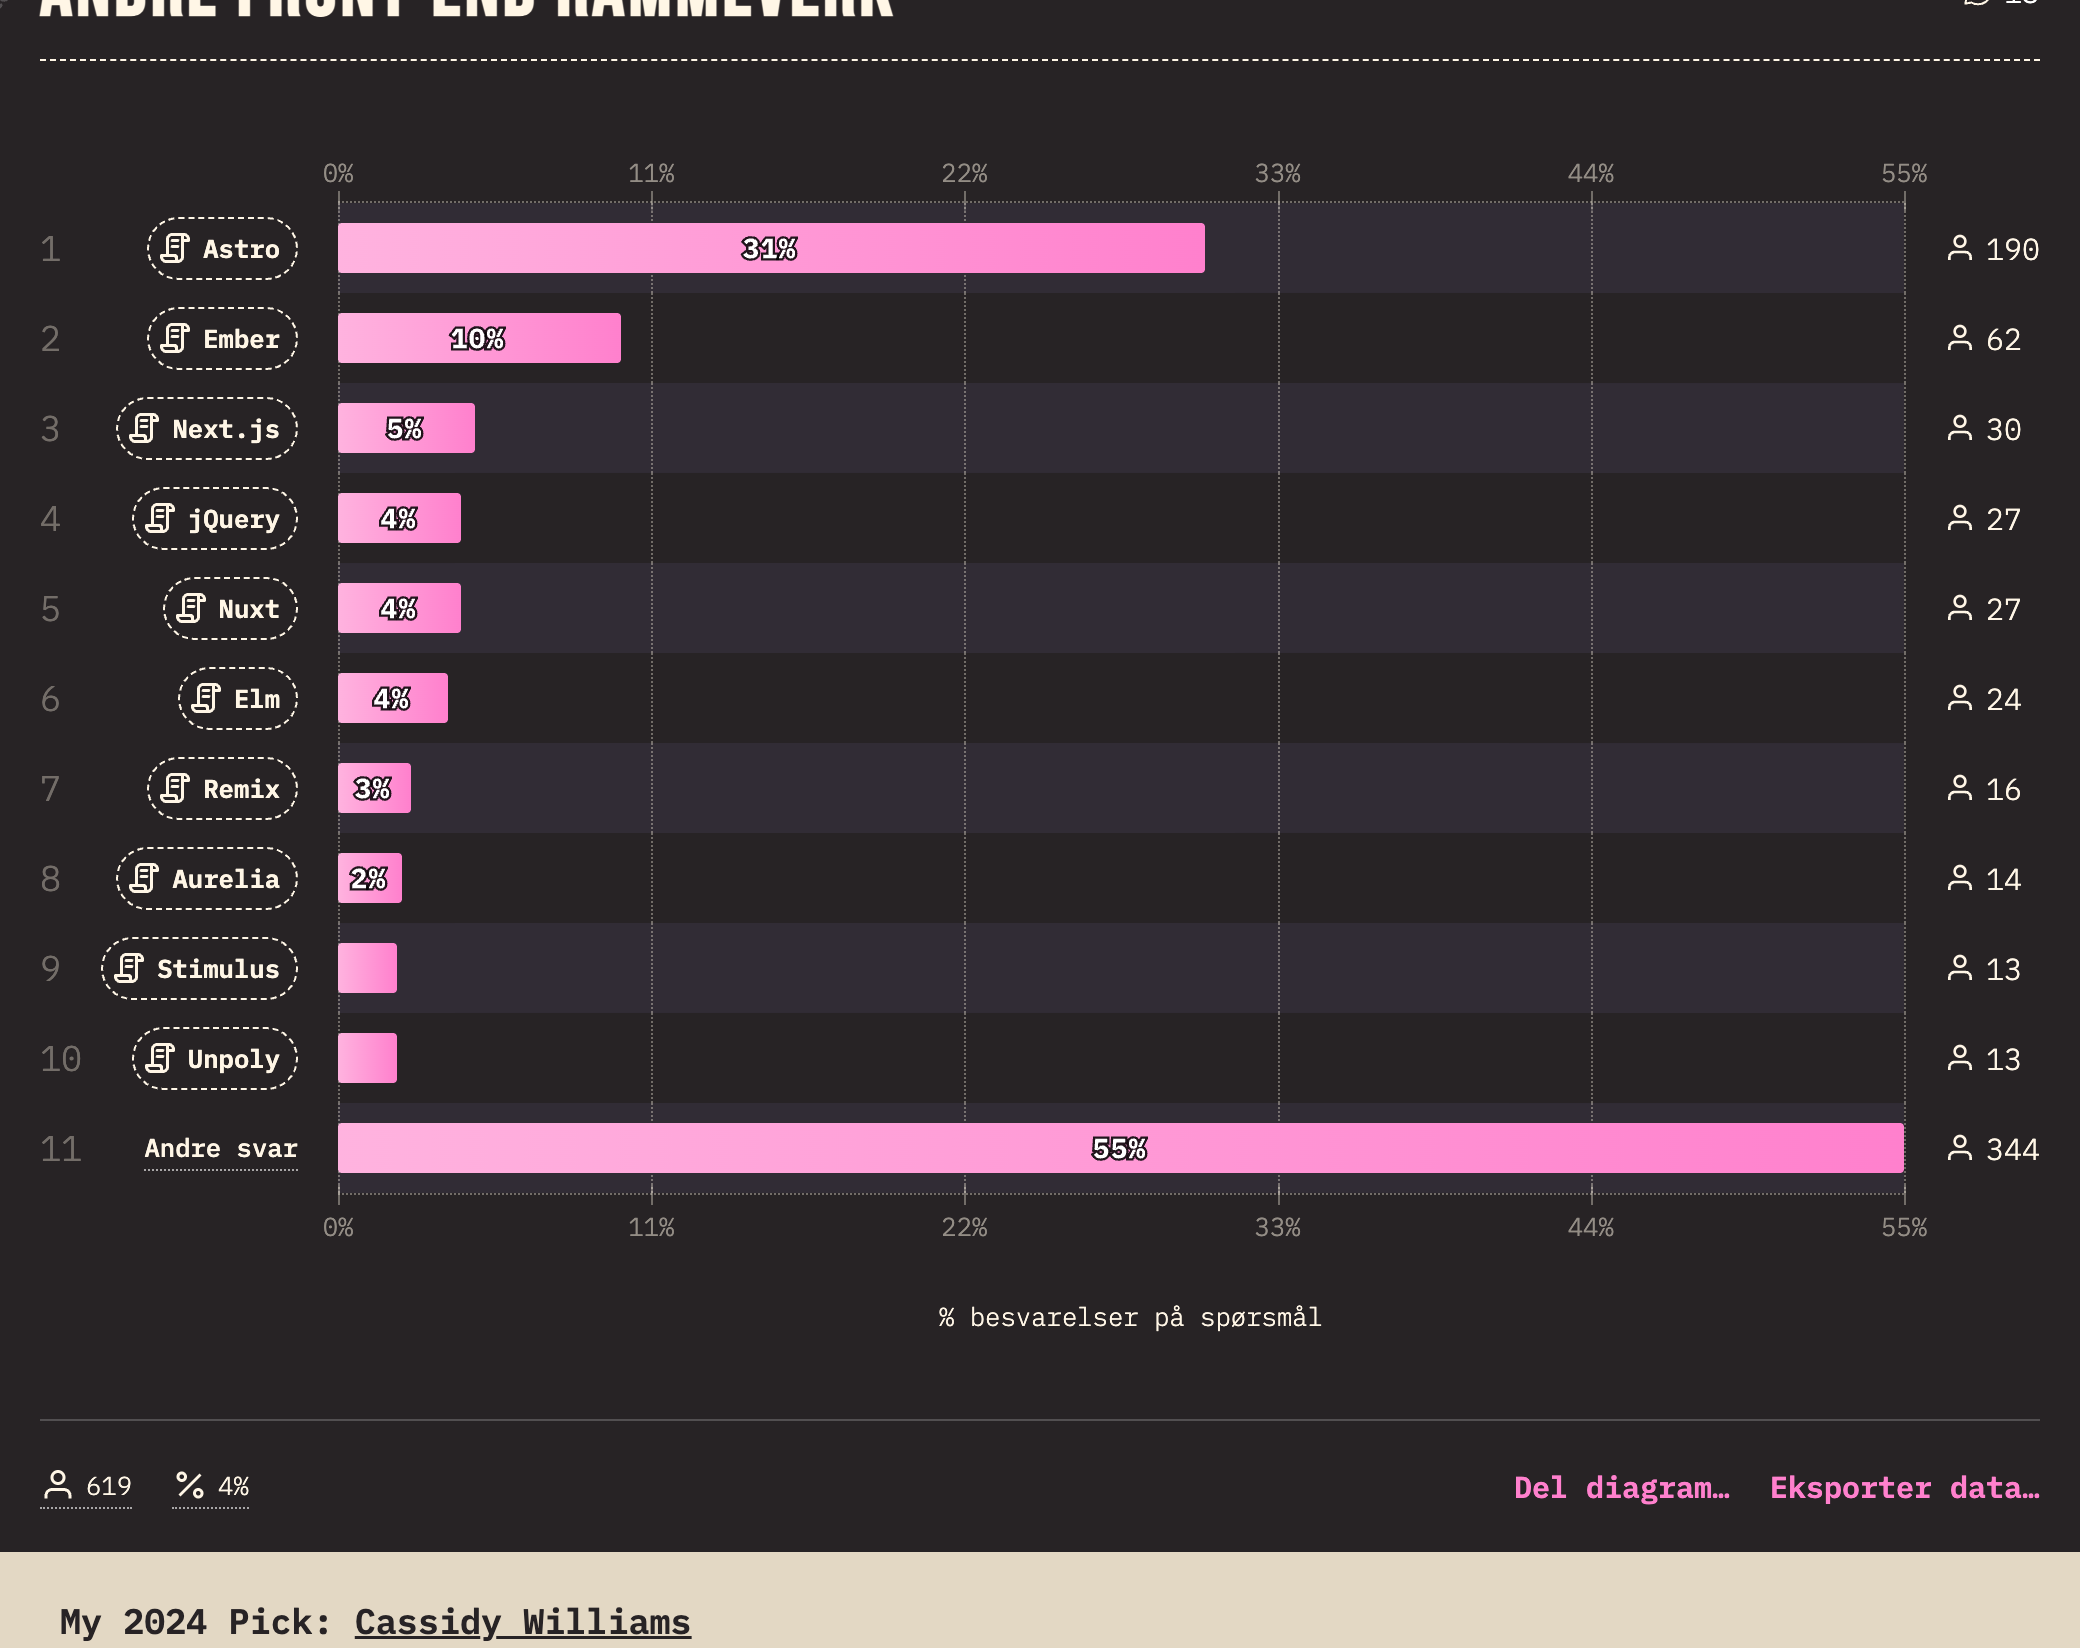 ANDRE FRONT END RAMMEVERK
0% 11% 22% 33% 44% 55%
1 Astro 31% 190
2 Ember 10% 62
3 Next.js 5% 30
4 jQuery 4% 27
5 Nuxt 4% 27
6 Elm 4% 24
7 Remix 3% 16
8 Aurelia 2% 14
9 Stimulus 13
10 Unpoly 13
11 Andre svar 55% 344
0% 11% 22% 33% 44% 55%
% besvarelser på spørsmål
619 % 4% Del diagram… Eksporter data…
My 2024 Pick: Cassidy Williams